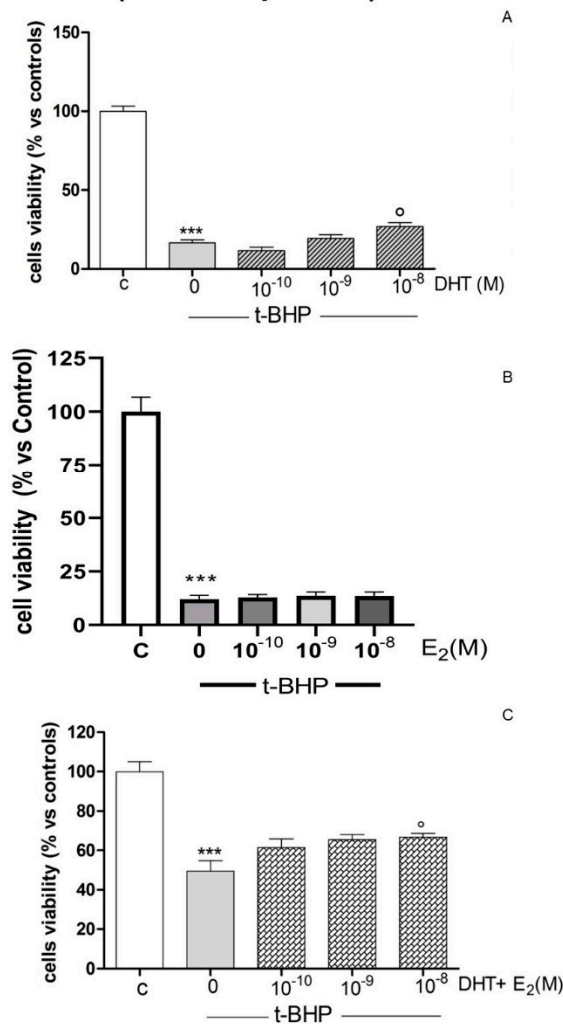 A
cells viability (% vs controls)
150
100
50
0
***
°
c 0 10⁻¹⁰ 10⁻⁹ 10⁻⁸ DHT (M)
t-BHP
B
cell viability (% vs Control)
125
100
75
50
25
0
***
C 0 10⁻¹⁰ 10⁻⁹ 10⁻⁸ E₂(M)
t-BHP
C
cells viability (% vs controls)
120
100
80
60
40
20
0
***
°
c 0 10⁻¹⁰ 10⁻⁹ 10⁻⁸ DHT+ E₂(M)
t-BHP